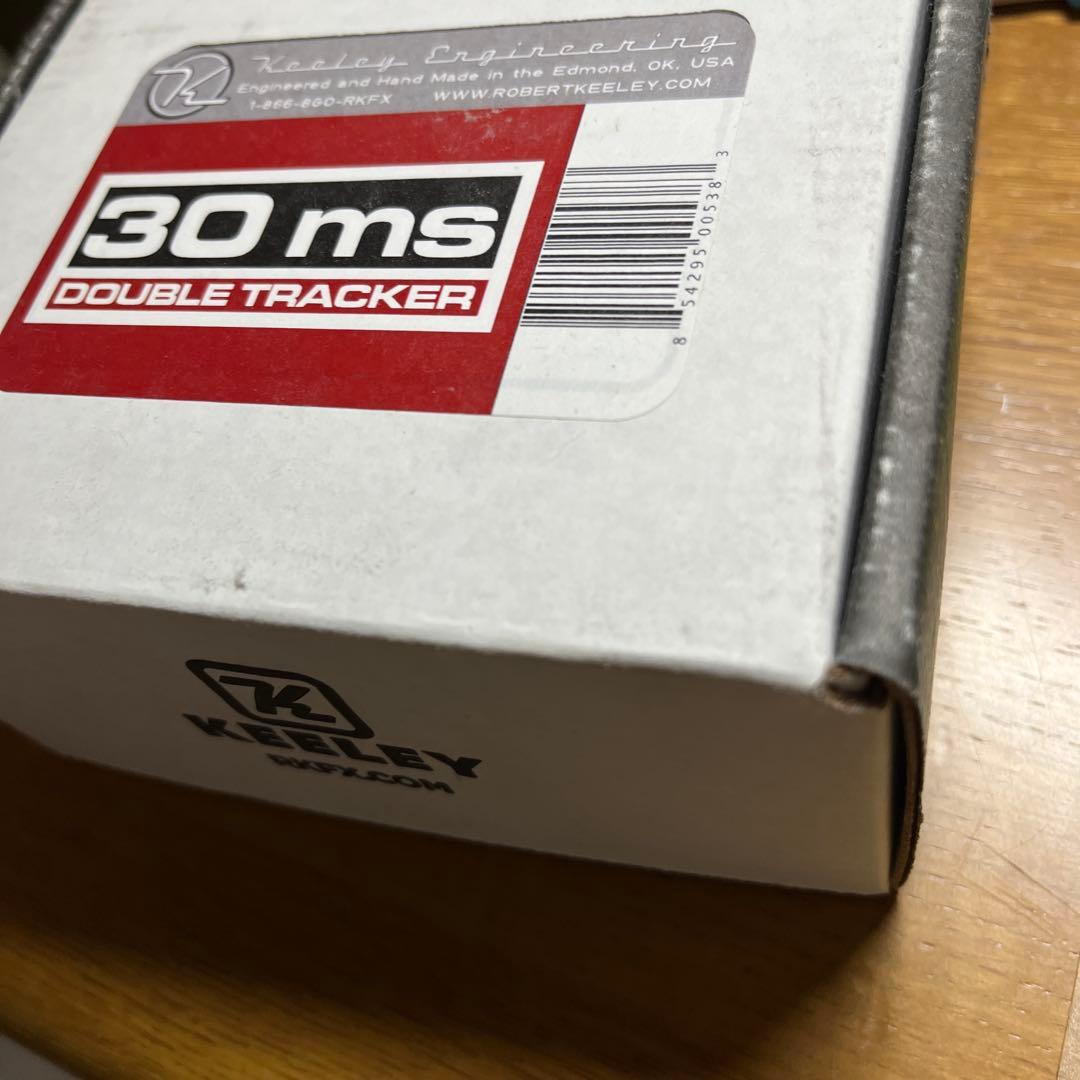 Keeley Engineering
Engineered and Hand Made in the Edmond, OK, USA
1-866-8GO-RKFX WWW.ROBERTKEELEY.COM
30 ms
DOUBLE TRACKER
8 54295 00538 3
K
KEELEY
RKFX.COM